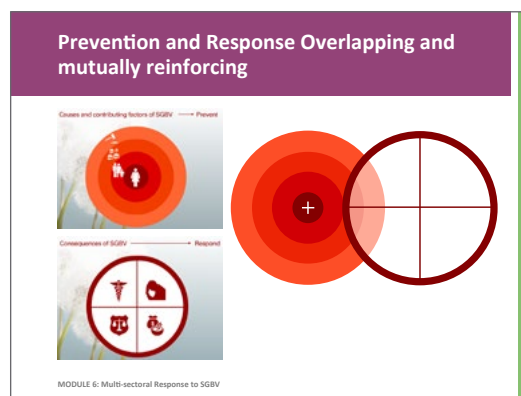 Prevention and Response Overlapping and
mutually reinforcing
Causes and contributing factors of SGBV → Prevent
Consequences of SGBV → Respond
MODULE 6: Multi-sectoral Response to SGBV